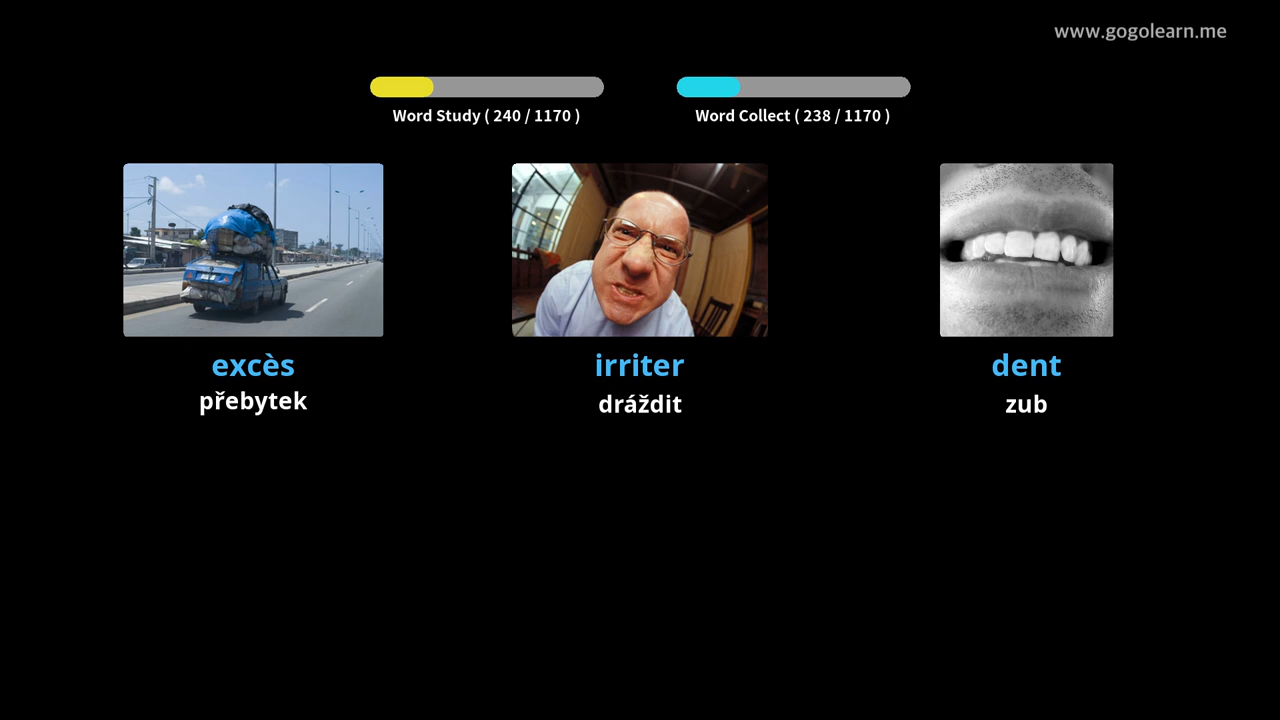 www.gogolearn.me
Word Study ( 240 / 1170 )
Word Collect ( 238 / 1170 )
excès
irriter
dent
přebytek
dráždit
zub